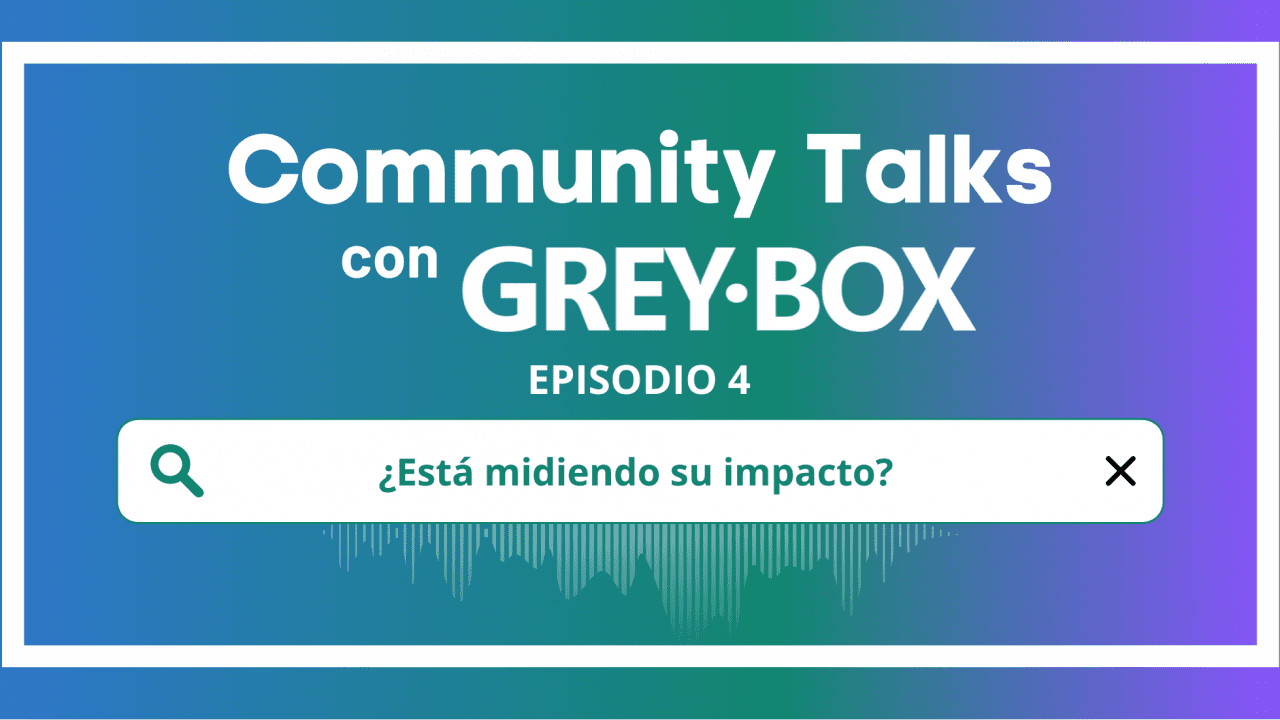 Community Talks
con GREY·BOX
EPISODIO 4
¿Está midiendo su impacto?